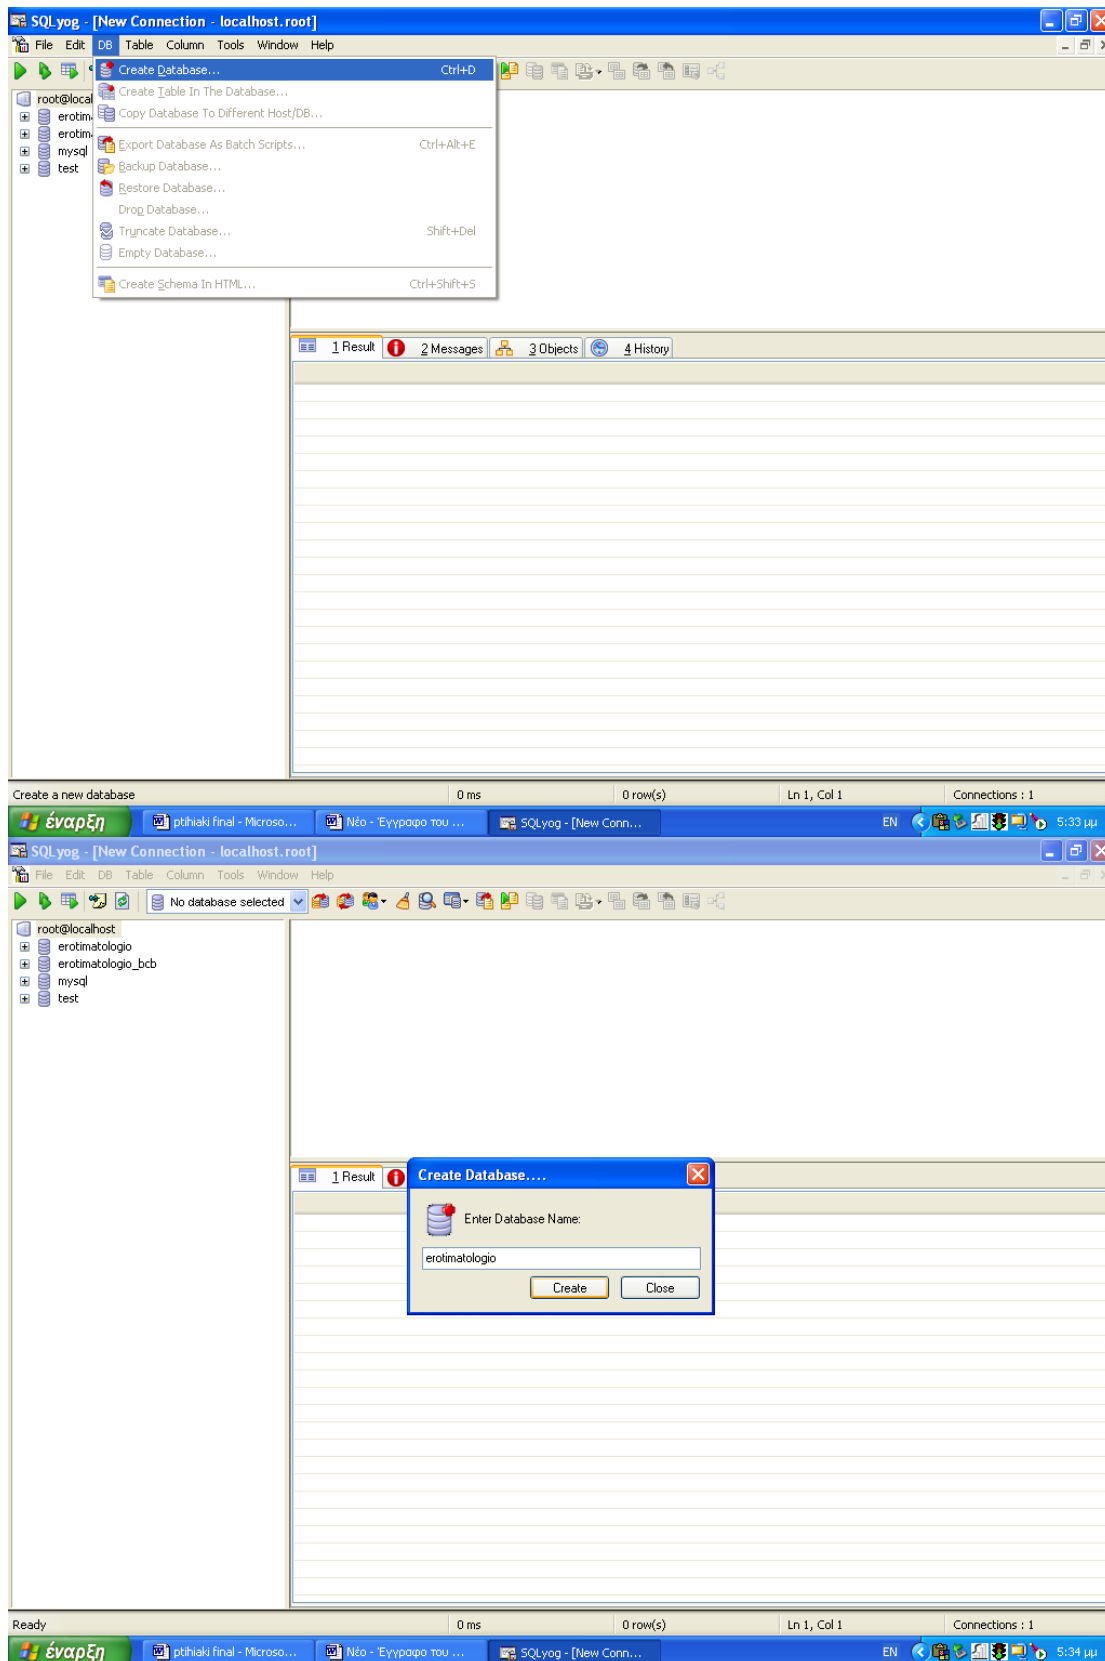 SQLyog - [New Connection - localhost.root]
File Edit DB Table Column Tools Window Help
Create Database... Ctrl+D
root@local
Create Table In The Database...
erotim
Copy Database To Different Host/DB...
erotim
mysql
Export Database As Batch Scripts... Ctrl+Alt+E
test
Backup Database...
Restore Database...
Drop Database...
Truncate Database... Shift+Del
Empty Database...
Create Schema In HTML... Ctrl+Shift+S
1 Result 2 Messages 3 Objects 4 History
Create a new database 0 ms 0 row(s) Ln 1, Col 1 Connections : 1
έναρξη ptihiaki final - Microso... Νέο - Έγγραφο του ... SQLyog - [New Conn... EN 5:33 μμ
SQLyog - [New Connection - localhost.root]
File Edit DB Table Column Tools Window Help
No database selected
root@localhost
erotimatologio
erotimatologio_bcb
mysql
test
1 Result
Create Database....
Enter Database Name:
erotimatologio
Create Close
Ready 0 ms 0 row(s) Ln 1, Col 1 Connections : 1
έναρξη ptihiaki final - Microso... Νέο - Έγγραφο του ... SQLyog - [New Conn... EN 5:34 μμ